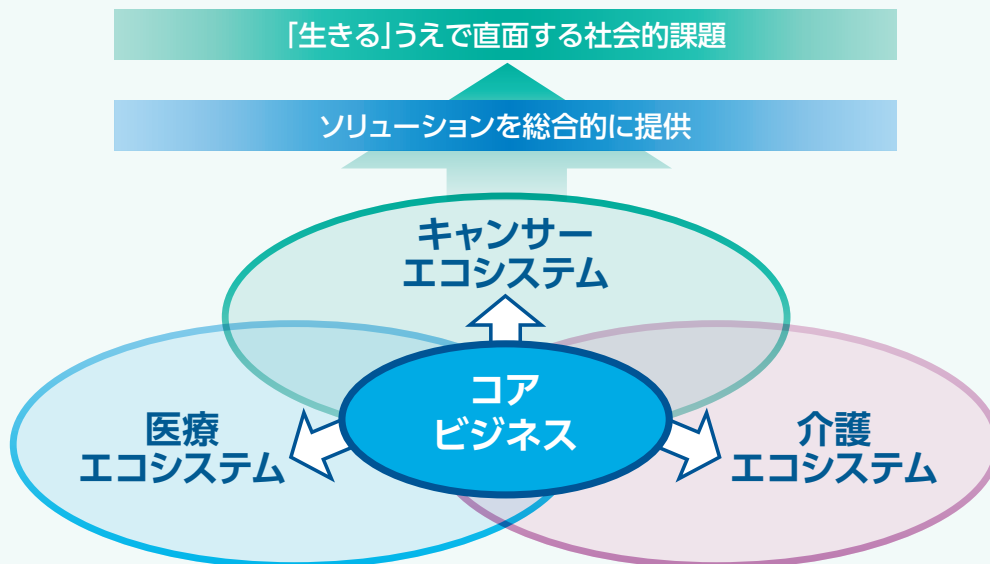 「生きる」うえで直面する社会的課題
ソリューションを総合的に提供
キャンサー
エコシステム
コア
ビジネス
医療
エコシステム
介護
エコシステム